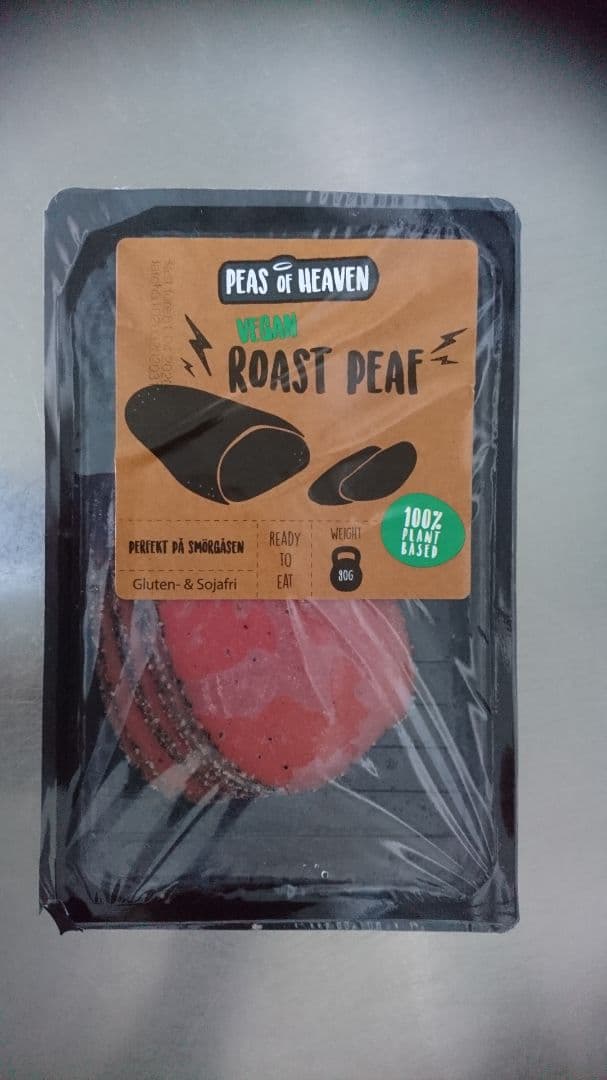 PEAS OF HEAVEN
VEGAN
ROAST PEAF
100%
PLANT
BASED
PERFEKT PÅ SMÖRGÅSEN
Gluten- & Sojafri
READY
TO
EAT
WEIGHT
80G